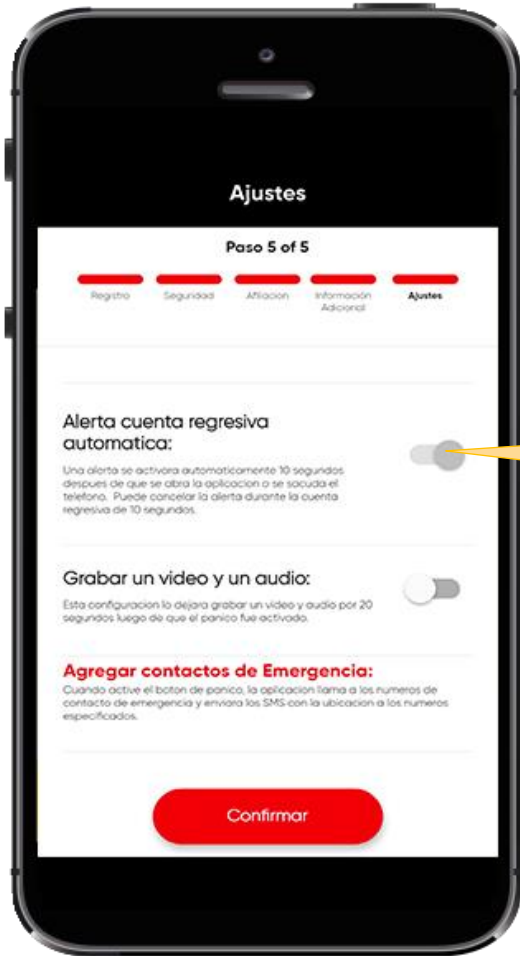 Ajustes
Paso 5 of 5
Registro Seguridad Afiliacion Información Ajustes
Adicional
Alerta cuenta regresiva
automatica:
Una alerta se activara automaticamente 10 segundos
despues de que se abra la aplicacion o se sacuda el
telefono. Puede cancelar la alerta durante la cuenta
regresiva de 10 segundos.
Grabar un video y un audio:
Esta configuracion lo dejara grabar un video y audio por 20
segundos luego de que el panico fue activado.
Agregar contactos de Emergencia:
Cuando active el boton de panico, la aplicacion llama a los numeros de
contacto de emergencia y enviara los SMS con la ubicacion a los numeros
especificados.
Confirmar